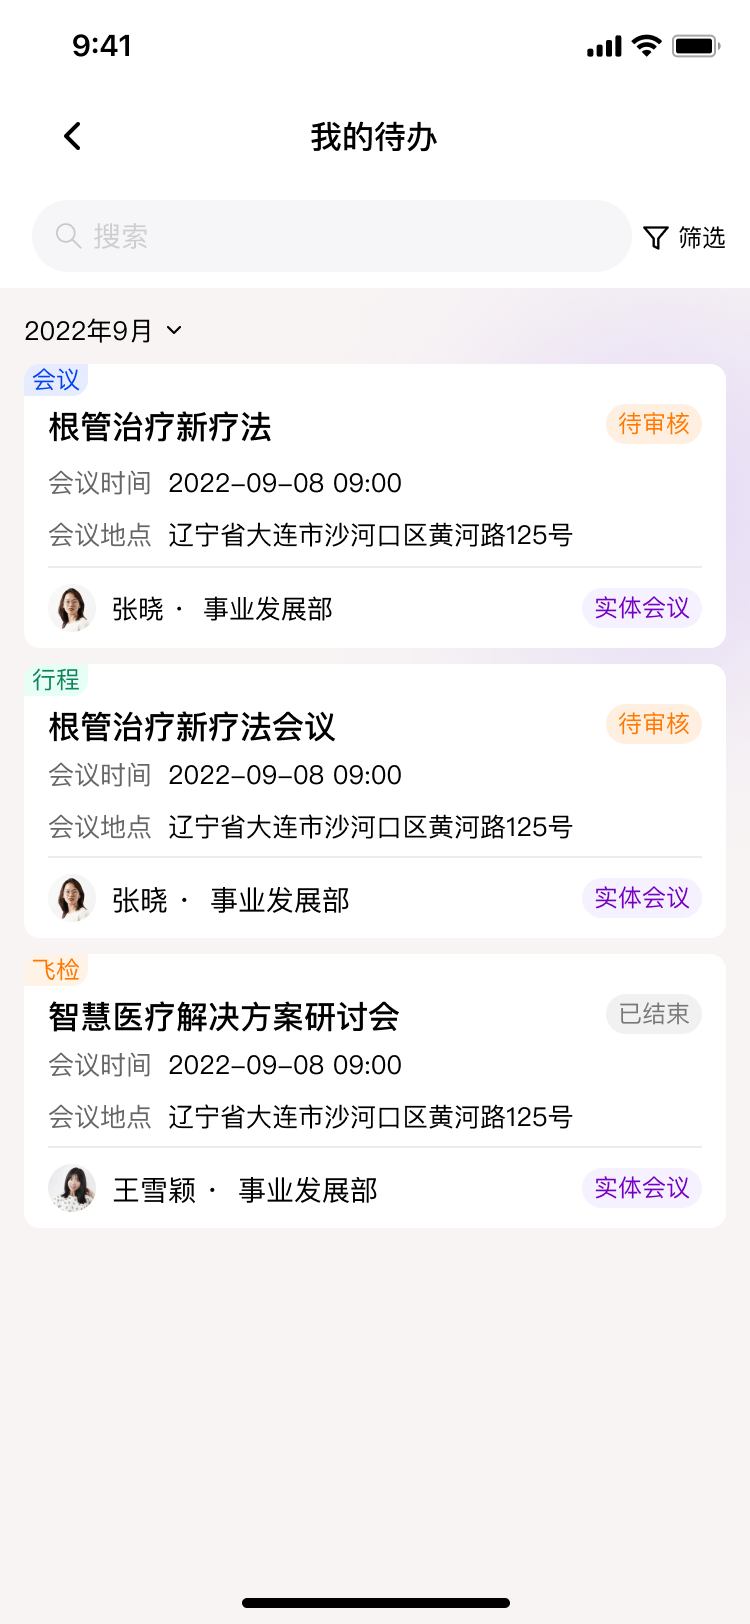 9:41
我的待办
搜索
筛选
2022年9月
会议
根管治疗新疗法
待审核
会议时间 2022-09-08 09:00
会议地点 辽宁省大连市沙河口区黄河路125号
张晓 · 事业发展部
实体会议
行程
根管治疗新疗法会议
待审核
会议时间 2022-09-08 09:00
会议地点 辽宁省大连市沙河口区黄河路125号
张晓 · 事业发展部
实体会议
飞检
智慧医疗解决方案研讨会
已结束
会议时间 2022-09-08 09:00
会议地点 辽宁省大连市沙河口区黄河路125号
王雪颖 · 事业发展部
实体会议